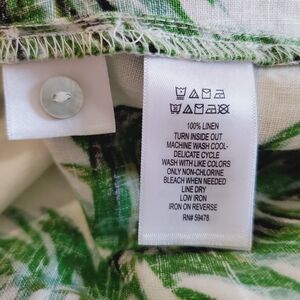 100% LINEN
TURN INSIDE OUT
MACHINE WASH COOL-
DELICATE CYCLE
WASH WITH LIKE COLORS
ONLY NON-CHLORINE
BLEACH WHEN NEEDED
LINE DRY
LOW IRON
IRON ON REVERSE
RN# 59478